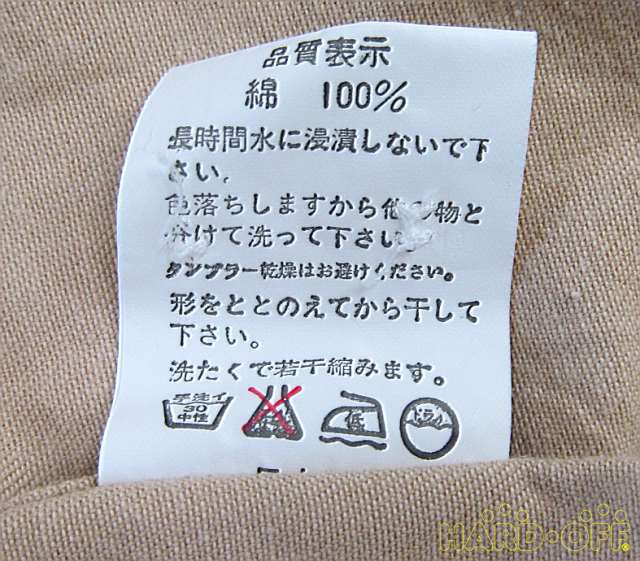 品質表示
綿 100%
長時間水に浸漬しないで下
さい。
色落ちしますから他の物と
分けて洗って下さい。
タンブラー乾燥はお避けください。
形をととのえてから干して
下さい。
洗たくで若干縮みます。
手洗イ
30
中性
低
ドライ
HARD・OFF